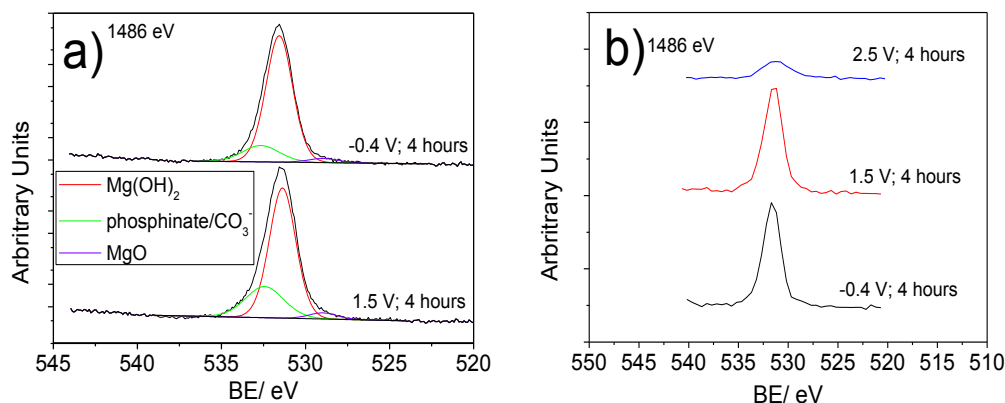 a)
1486 eV
-0.4 V; 4 hours
Mg(OH)2
phosphinate/CO3-
MgO
1.5 V; 4 hours
Arbritrary Units
545 540 535 530 525 520
BE/ eV
b)
1486 eV
2.5 V; 4 hours
1.5 V; 4 hours
-0.4 V; 4 hours
Arbritrary Units
550 545 540 535 530 525 520 515 510
BE/ eV